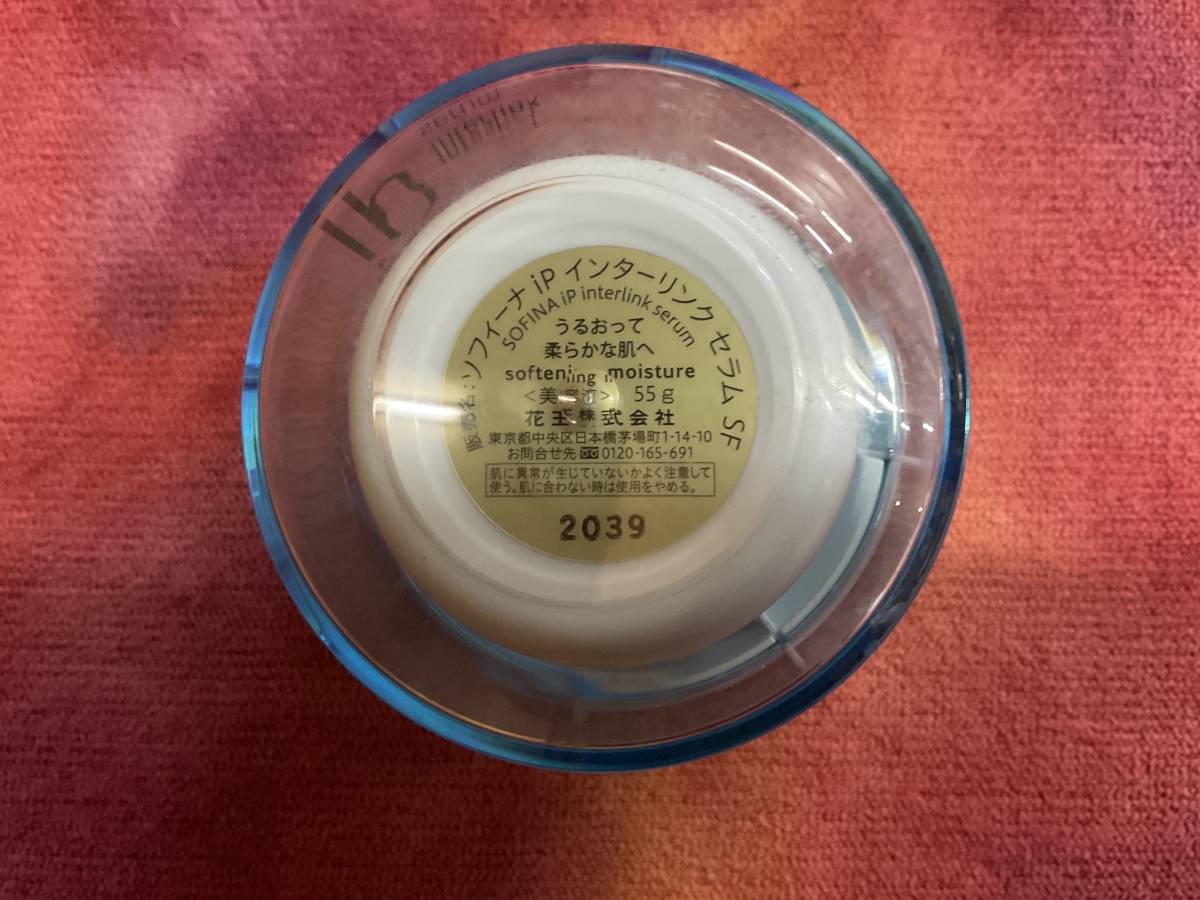 販売名:ソフィーナ iP インターリンク セラム SF
SOFINA iP interlink serum
うるおって
柔らかな肌へ
softening moisture
<美容液> 55g
花王株式会社
東京都中央区日本橋茅場町1-14-10
お問合せ先 0120-165-691
肌に異常が生じていないかよく注意して
使う。肌に合わない時は使用をやめる。
2039